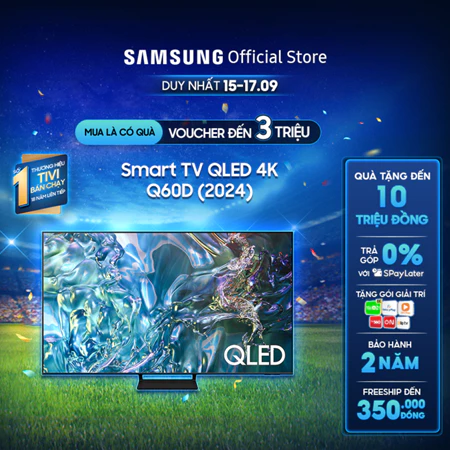 SAMSUNG Official Store
DUY NHẤT 15-17.09
MUA LÀ CÓ QUÀ
VOUCHER ĐẾN 3 TRIỆU
Smart TV QLED 4K
Q60D (2024)
1
THƯƠNG HIỆU
TIVI
BÁN CHẠY
18 NĂM LIÊN TIẾP
QLED
QUÀ TẶNG ĐẾN
10
TRIỆU ĐỒNG
TRẢ GÓP 0%
VỚI SPayLater
TẶNG GÓI GIẢI TRÍ
BẢO HÀNH
2 NĂM
FREESHIP ĐẾN
350.000 ĐỒNG